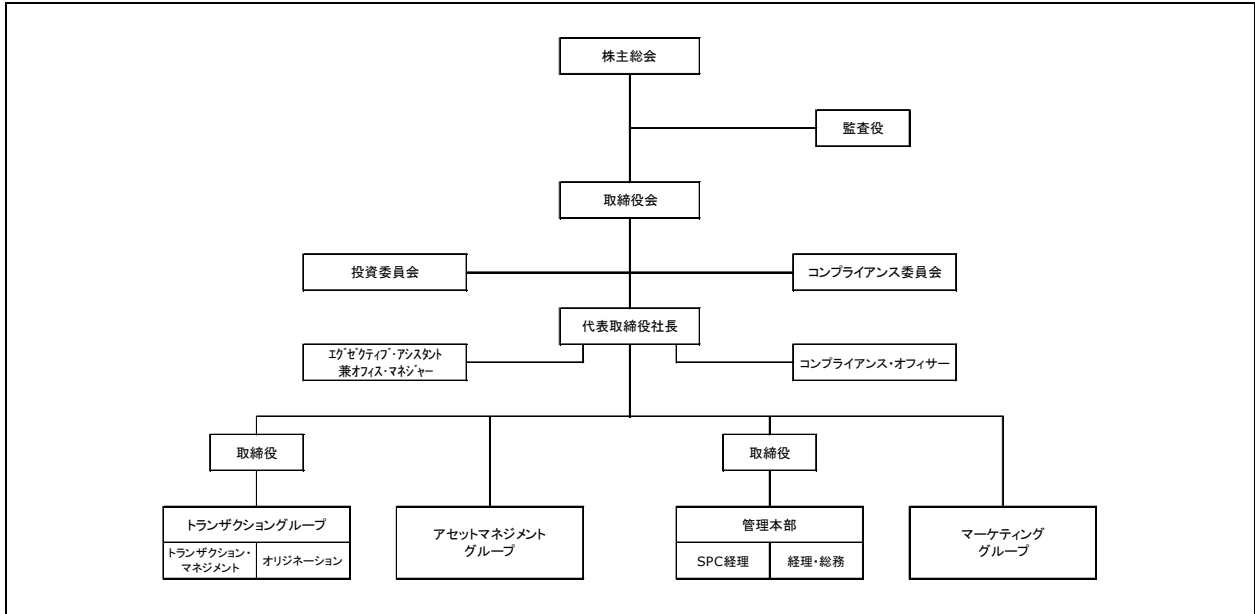 株主総会
監査役
取締役会
投資委員会
コンプライアンス委員会
代表取締役社長
ｴｸﾞｾﾞｸﾃｨﾌﾞ・ｱｼｽﾀﾝﾄ
兼ｵﾌｨｽ・ﾏﾈｼﾞｬｰ
コンプライアンス・オフィサー
取締役
取締役
トランザクショングループ
トランザクション・
マネジメント
オリジネーション
アセットマネジメント
グループ
管理本部
SPC経理
経理・総務
マーケティング
グループ